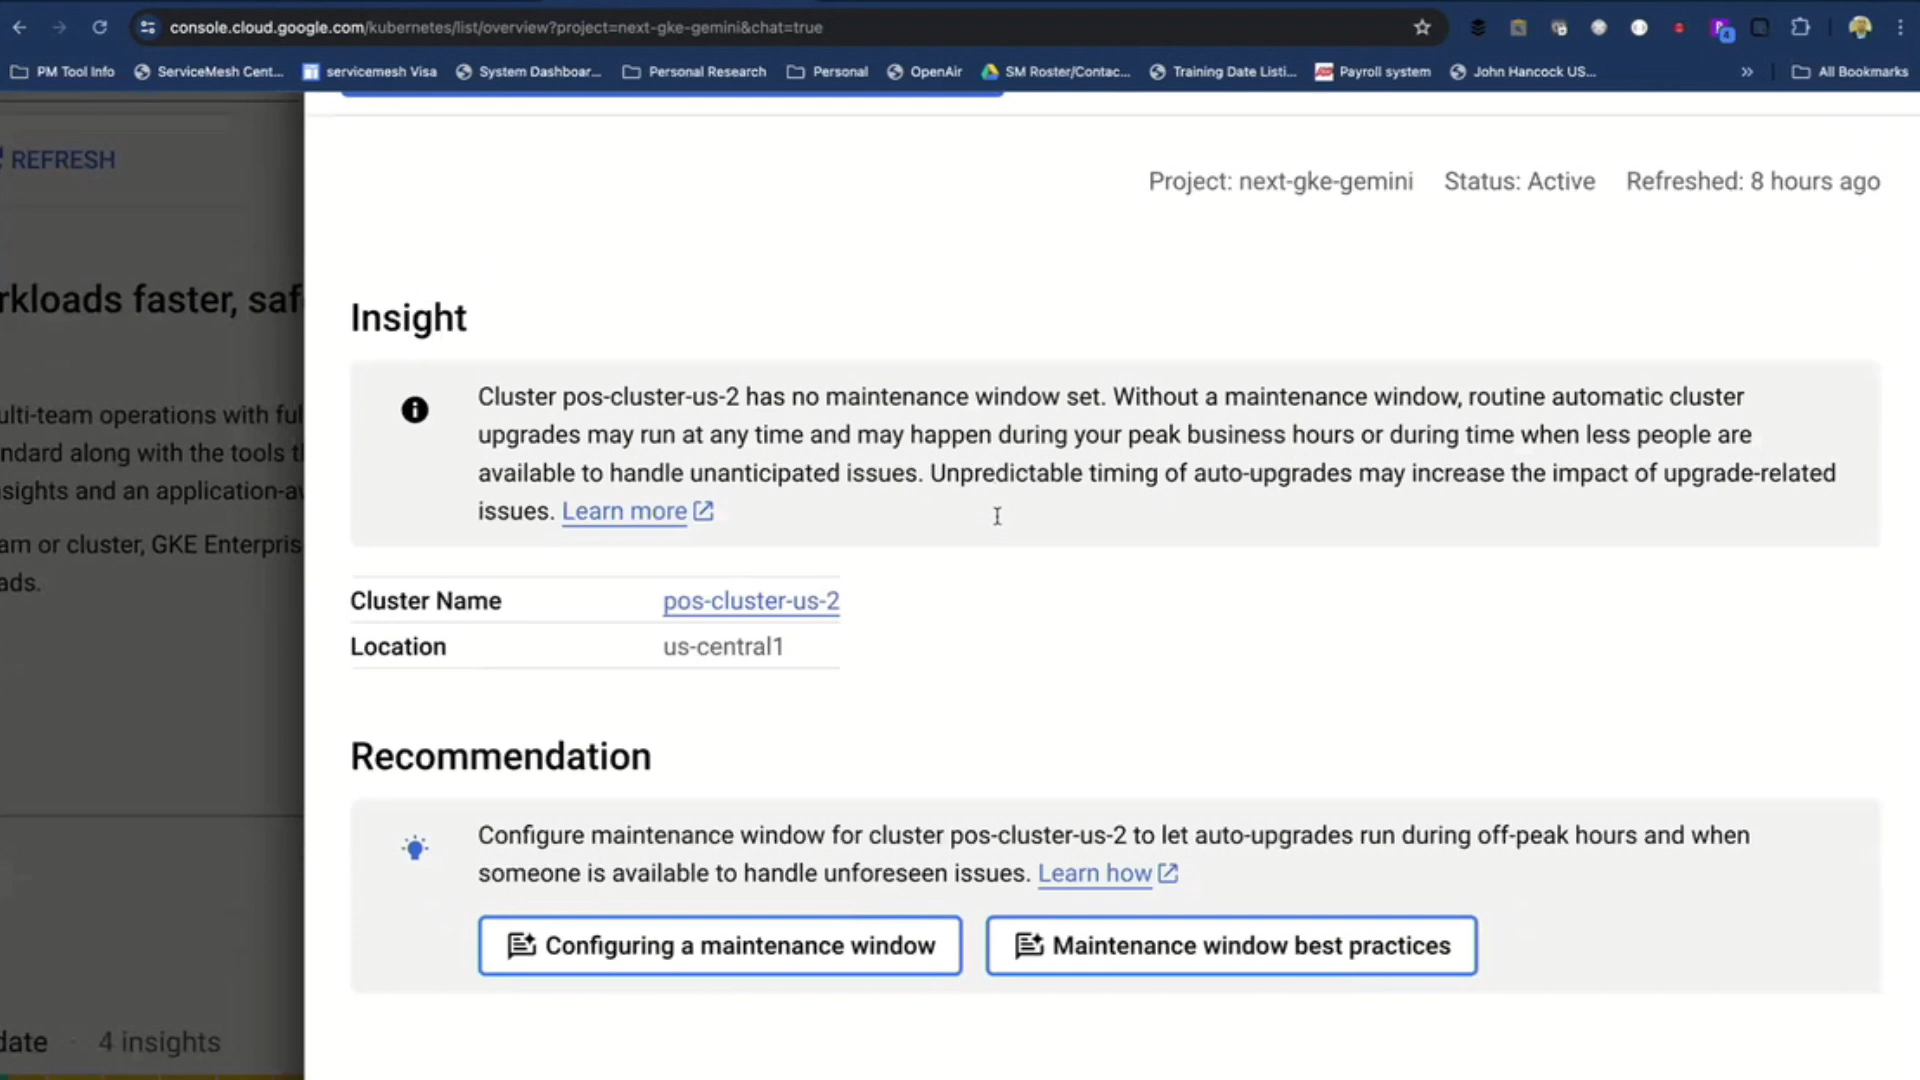 console.cloud.google.com/kubernetes/list/overview?project=next-gke-gemini&chat=true
PM Tool Info
ServiceMesh Cent...
servicemesh Visa
System Dashboar...
Personal Research
Personal
OpenAir
SM Roster/Contac...
Training Date Listi...
Payroll system
John Hancock US...
»
All Bookmarks
REFRESH
Project: next-gke-gemini Status: Active Refreshed: 8 hours ago
rkloads faster, saf
Insight
Cluster pos-cluster-us-2 has no maintenance window set. Without a maintenance window, routine automatic cluster
upgrades may run at any time and may happen during your peak business hours or during time when less people are
available to handle unanticipated issues. Unpredictable timing of auto-upgrades may increase the impact of upgrade-related
issues. Learn more
ulti-team operations with ful
ndard along with the tools t
nsights and an application-av
am or cluster, GKE Enterpris
ads.
Cluster Name pos-cluster-us-2
Location us-central1
Recommendation
Configure maintenance window for cluster pos-cluster-us-2 to let auto-upgrades run during off-peak hours and when
someone is available to handle unforeseen issues. Learn how
Configuring a maintenance window
Maintenance window best practices
date · 4 insights